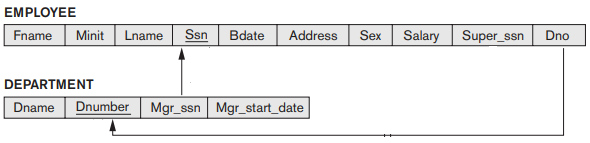 EMPLOYEE
Fname Minit Lname Ssn Bdate Address Sex Salary Super_ssn Dno
DEPARTMENT
Dname Dnumber Mgr_ssn Mgr_start_date